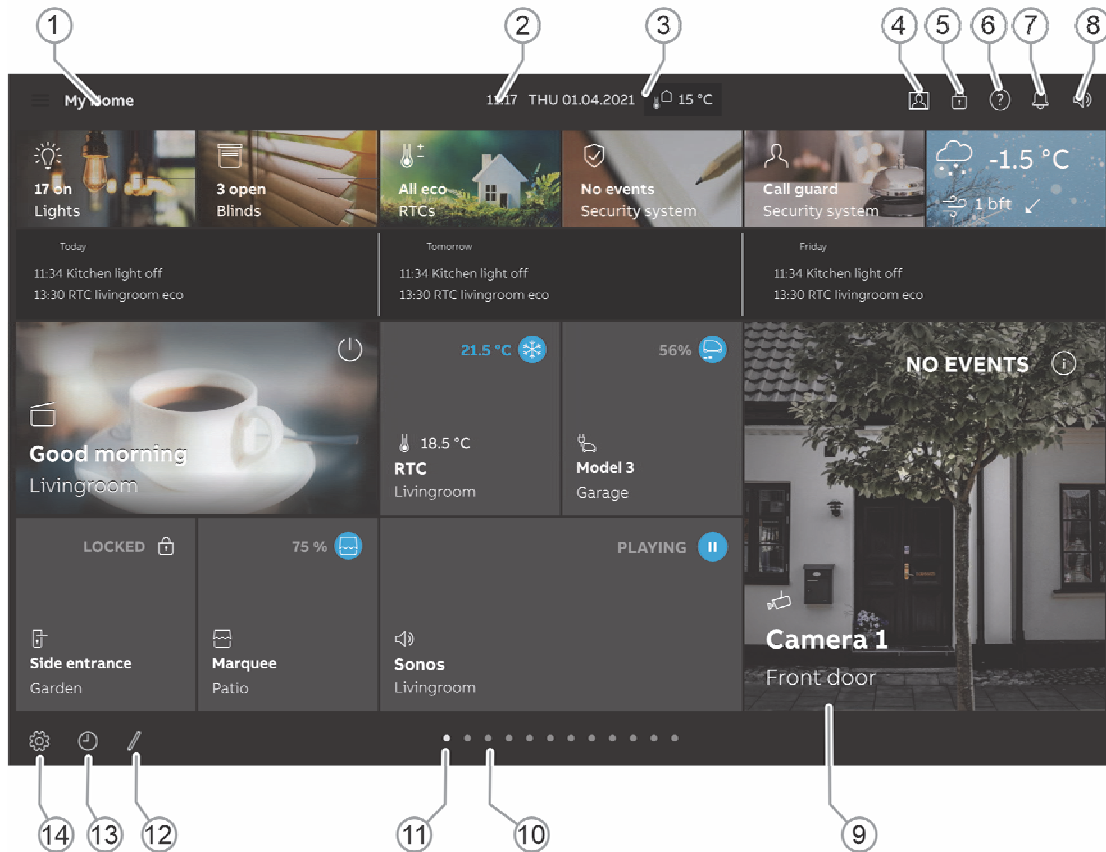 1 2 3 4 5 6 7 8
My Home
11:17 THU 01.04.2021 15 °C
17 on
Lights
3 open
Blinds
All eco
RTCs
No events
Security system
Call guard
Security system
-1.5 °C
1 bft
Today
11:34 Kitchen light off
13:30 RTC livingroom eco
Tomorrow
11:34 Kitchen light off
13:30 RTC livingroom eco
Friday
11:34 Kitchen light off
13:30 RTC livingroom eco
Good morning
Livingroom
21.5 °C
18.5 °C
RTC
Livingroom
56%
Model 3
Garage
NO EVENTS
LOCKED
Side entrance
Garden
75 %
Marquee
Patio
PLAYING
Sonos
Livingroom
Camera 1
Front door
14 13 12 11 10 9